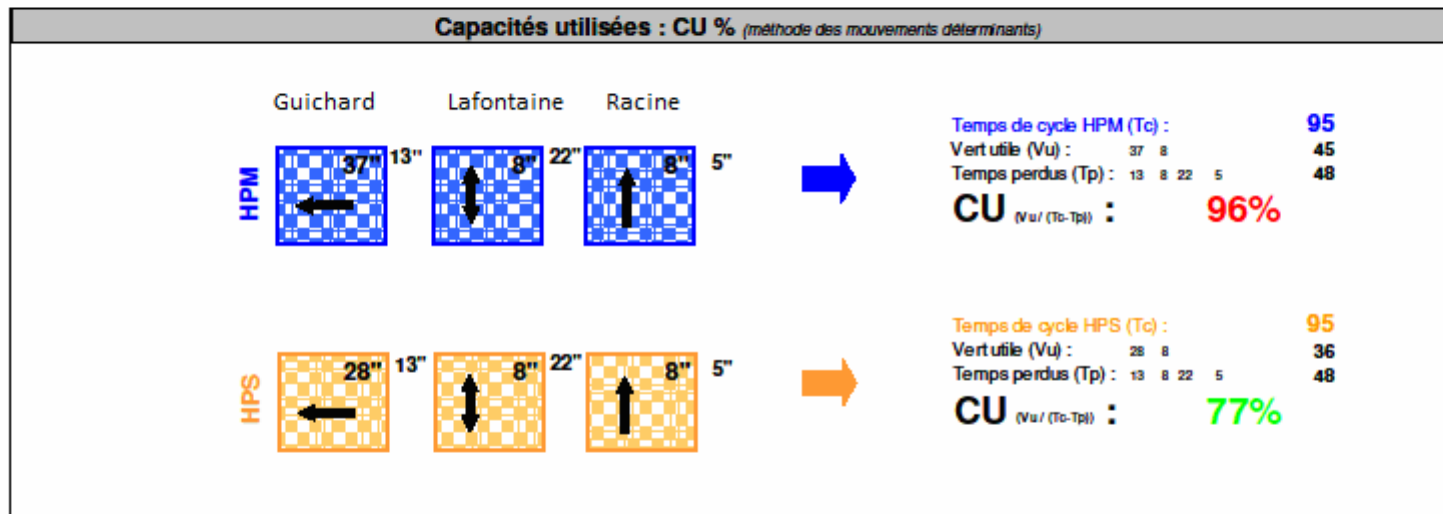 Capacités utilisées : CU % (méthode des mouvements déterminants)
Guichard Lafontaine Racine
HPM
37" 13" 8" 22" 8" 5"
Temps de cycle HPM (Tc) : 95
Vert utile (Vu) : 37 8 45
Temps perdus (Tp) : 13 8 22 5 48
CU (Vu / (Tc-Tp)) : 96%
HPS
28" 13" 8" 22" 8" 5"
Temps de cycle HPS (Tc) : 95
Vert utile (Vu) : 28 8 36
Temps perdus (Tp) : 13 8 22 5 48
CU (Vu / (Tc-Tp)) : 77%